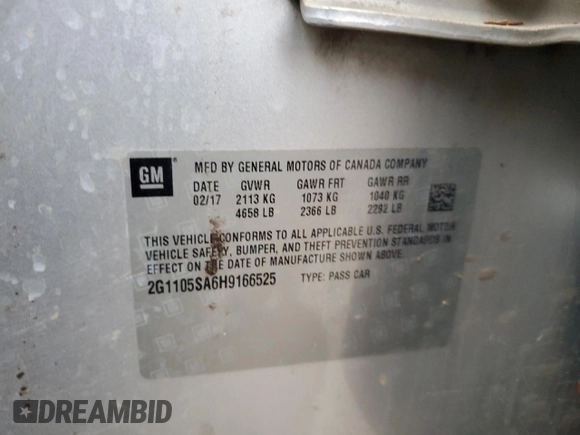 GM
MFD BY GENERAL MOTORS OF CANADA COMPANY
DATE GVWR GAWR FRT GAWR RR
02/17 2113 KG 1073 KG 1040 KG
4658 LB 2366 LB 2292 LB
THIS VEHICLE CONFORMS TO ALL APPLICABLE U.S. FEDERAL MOTOR
VEHICLE SAFETY, BUMPER, AND THEFT PREVENTION STANDARDS IN
EFFECT ON THE DATE OF MANUFACTURE SHOWN ABOVE.
2G1105SA6H9166525 TYPE: PASS CAR
DREAMBID